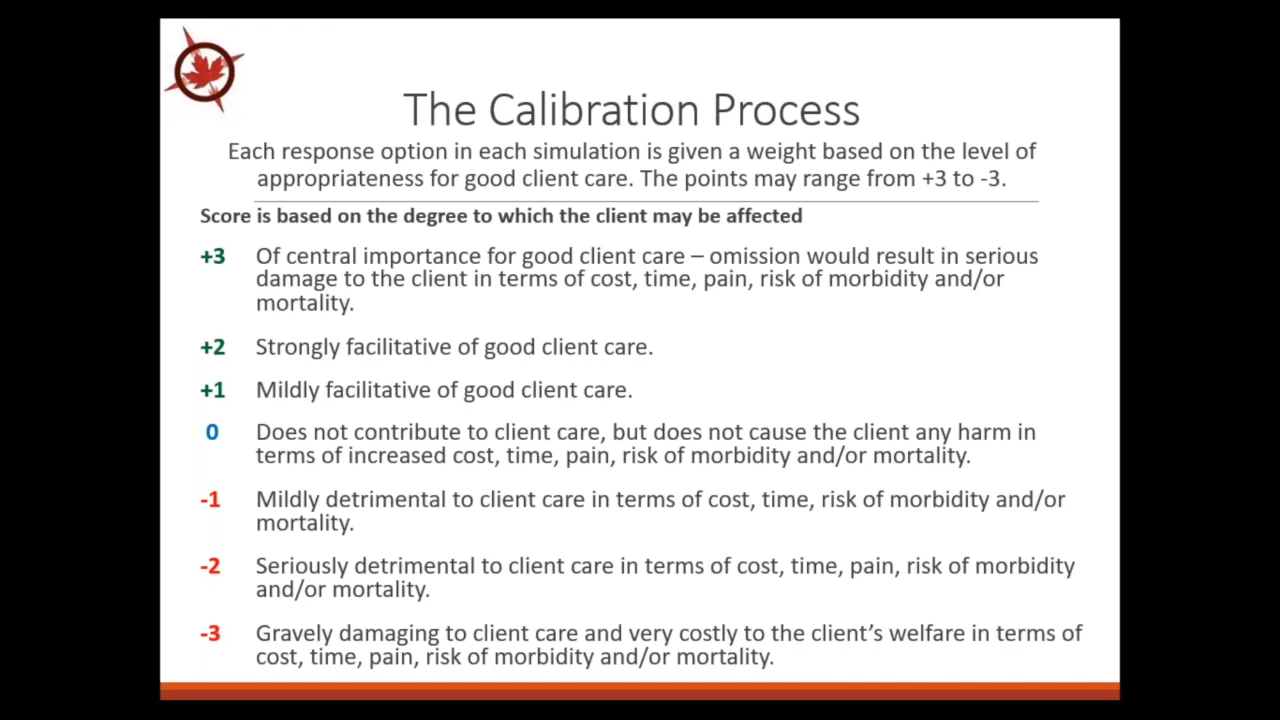 The Calibration Process
Each response option in each simulation is given a weight based on the level of
appropriateness for good client care. The points may range from +3 to -3.
Score is based on the degree to which the client may be affected
+3 Of central importance for good client care – omission would result in serious
damage to the client in terms of cost, time, pain, risk of morbidity and/or
mortality.
+2 Strongly facilitative of good client care.
+1 Mildly facilitative of good client care.
0 Does not contribute to client care, but does not cause the client any harm in
terms of increased cost, time, pain, risk of morbidity and/or mortality.
-1 Mildly detrimental to client care in terms of cost, time, risk of morbidity and/or
mortality.
-2 Seriously detrimental to client care in terms of cost, time, pain, risk of morbidity
and/or mortality.
-3 Gravely damaging to client care and very costly to the client’s welfare in terms of
cost, time, pain, risk of morbidity and/or mortality.